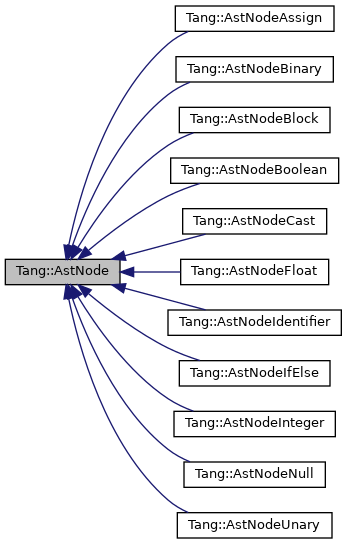 Tang::AstNodeAssign
Tang::AstNodeBinary
Tang::AstNodeBlock
Tang::AstNodeBoolean
Tang::AstNodeCast
Tang::AstNode
Tang::AstNodeFloat
Tang::AstNodeIdentifier
Tang::AstNodeIfElse
Tang::AstNodeInteger
Tang::AstNodeNull
Tang::AstNodeUnary